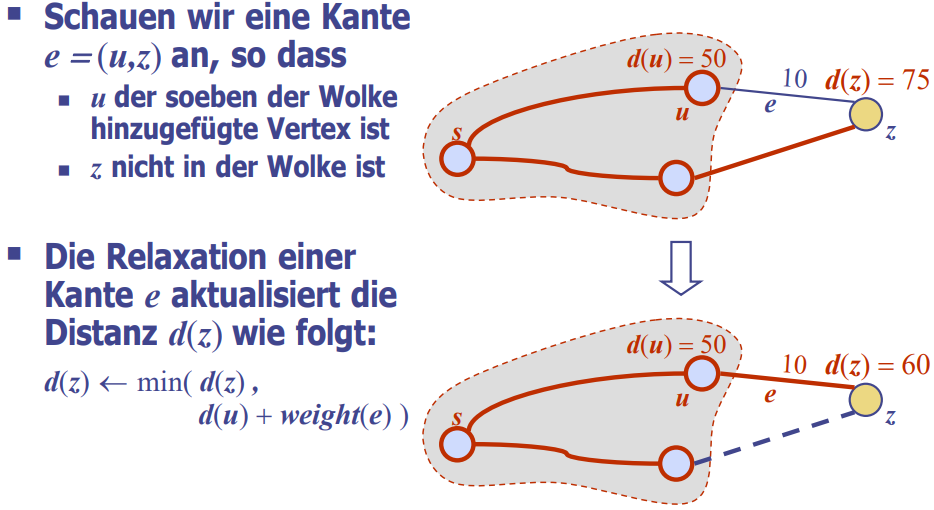 ▪ Schauen wir eine Kante
e = (u,z) an, so dass
▪ u der soeben der Wolke
hinzugefügte Vertex ist
▪ z nicht in der Wolke ist
d(u) = 50
10 d(z) = 75
e
u
s
z
▪ Die Relaxation einer
Kante e aktualisiert die
Distanz d(z) wie folgt:
d(z) ← min( d(z) ,
d(u) + weight(e) )
d(u) = 50
10 d(z) = 60
e
u
s
z